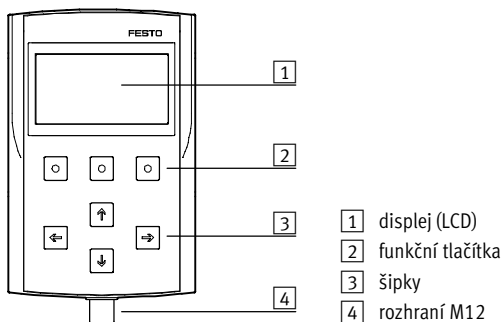 FESTO
1
2
3
4
1 displej (LCD)
2 funkční tlačítka
3 šipky
4 rozhraní M12